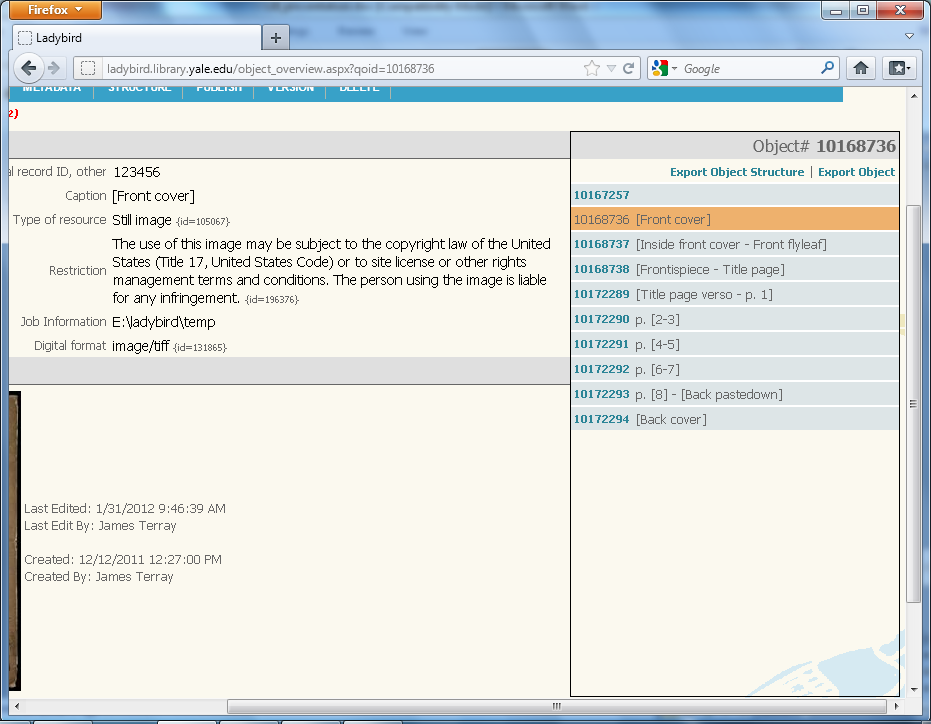 Firefox
Ladybird
ladybird.library.yale.edu/object_overview.aspx?qoid=10168736
Google
METADATA STRUCTURE PUBLISH VERSION DELETE
Object# 10168736
l record ID, other 123456
Export Object Structure | Export Object
Caption [Front cover]
10167257
Type of resource Still image {id=105067}
10168736 [Front cover]
Restriction The use of this image may be subject to the copyright law of the United
States (Title 17, United States Code) or to site license or other rights
management terms and conditions. The person using the image is liable
for any infringement. {id=196376}
10168737 [Inside front cover - Front flyleaf]
10168738 [Frontispiece - Title page]
10172289 [Title page verso - p. 1]
Job Information E:\ladybird\temp
10172290 p. [2-3]
Digital format image/tiff {id=131865}
10172291 p. [4-5]
10172292 p. [6-7]
10172293 p. [8] - [Back pastedown]
10172294 [Back cover]
Last Edited: 1/31/2012 9:46:39 AM
Last Edit By: James Terray
Created: 12/12/2011 12:27:00 PM
Created By: James Terray